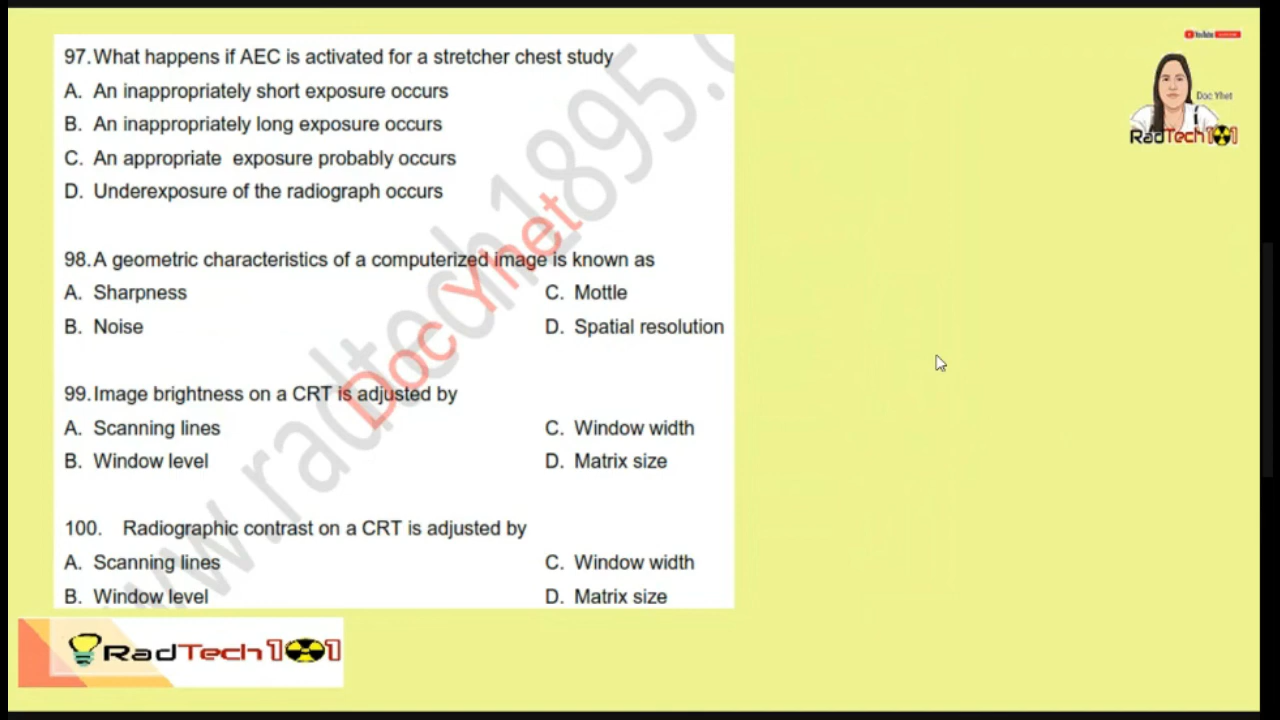 97. What happens if AEC is activated for a stretcher chest study
A. An inappropriately short exposure occurs
B. An inappropriately long exposure occurs
C. An appropriate exposure probably occurs
D. Underexposure of the radiograph occurs
98. A geometric characteristics of a computerized image is known as
A. Sharpness C. Mottle
B. Noise D. Spatial resolution
99. Image brightness on a CRT is adjusted by
A. Scanning lines C. Window width
B. Window level D. Matrix size
100. Radiographic contrast on a CRT is adjusted by
A. Scanning lines C. Window width
B. Window level D. Matrix size
www.radtech1895.c
Doc Yhet
YouTube
Doc Yhet
RadTech101
RadTech101